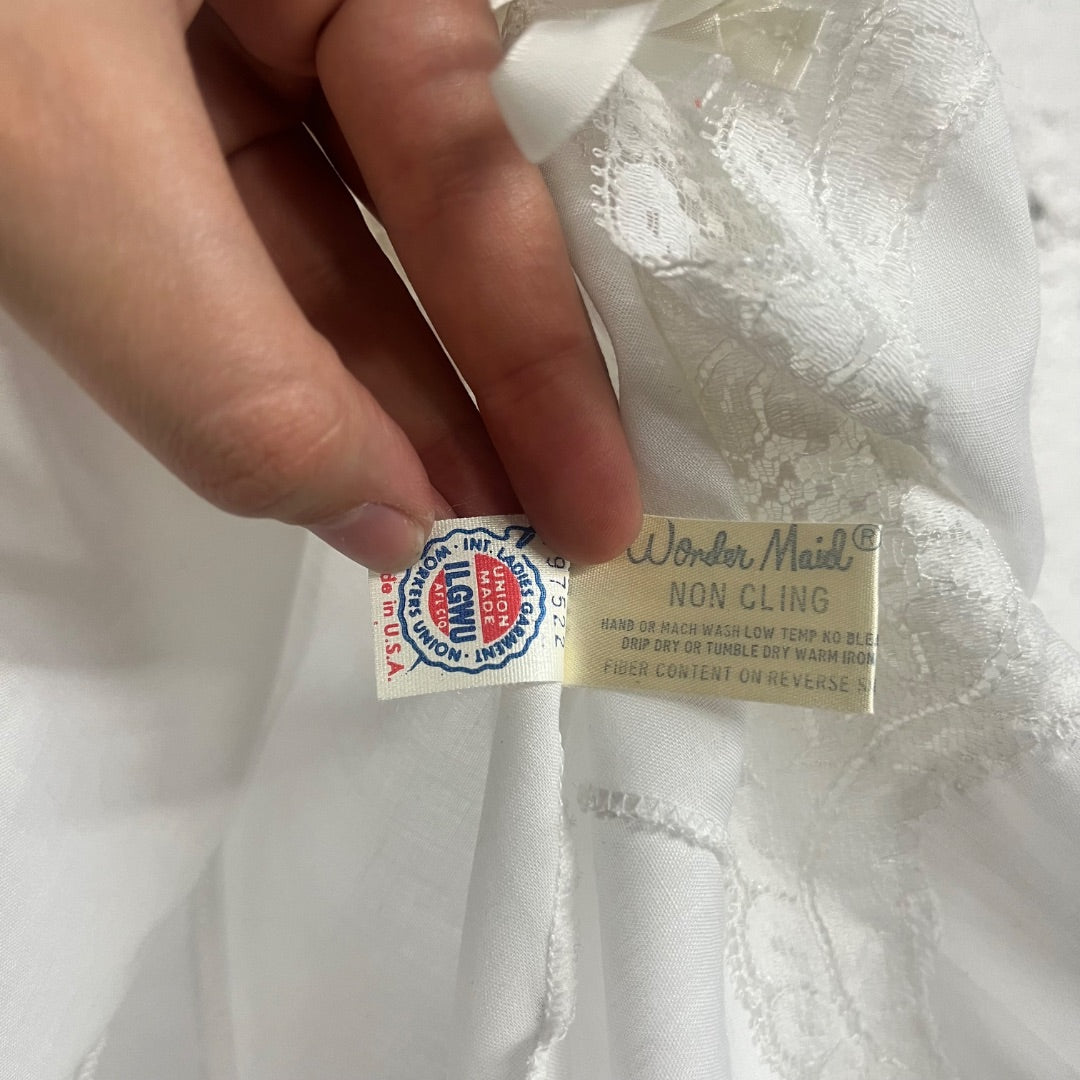 de in U.S.A.
INT. LADIES GARMENT
WORKERS UNION
UNION
MADE
ILGWU
AFL CIO
97522
Wonder Maid®
NON CLING
HAND OR MACH WASH LOW TEMP NO BLE
DRIP DRY OR TUMBLE DRY WARM IRON
FIBER CONTENT ON REVERSE S